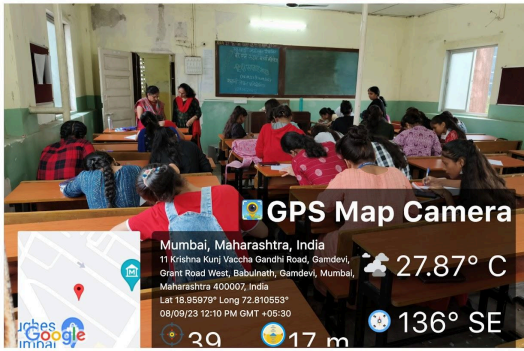 GPS Map Camera
Mumbai, Maharashtra, India
11 Krishna Kunj Vaccha Gandhi Road, Gamdevi,
Grant Road West, Babulnath, Gamdevi, Mumbai,
Maharashtra 400007, India
Lat 18.95979° Long 72.810553°
08/09/23 12:10 PM GMT +05:30
27.87° C
39
17 m
136° SE
Google